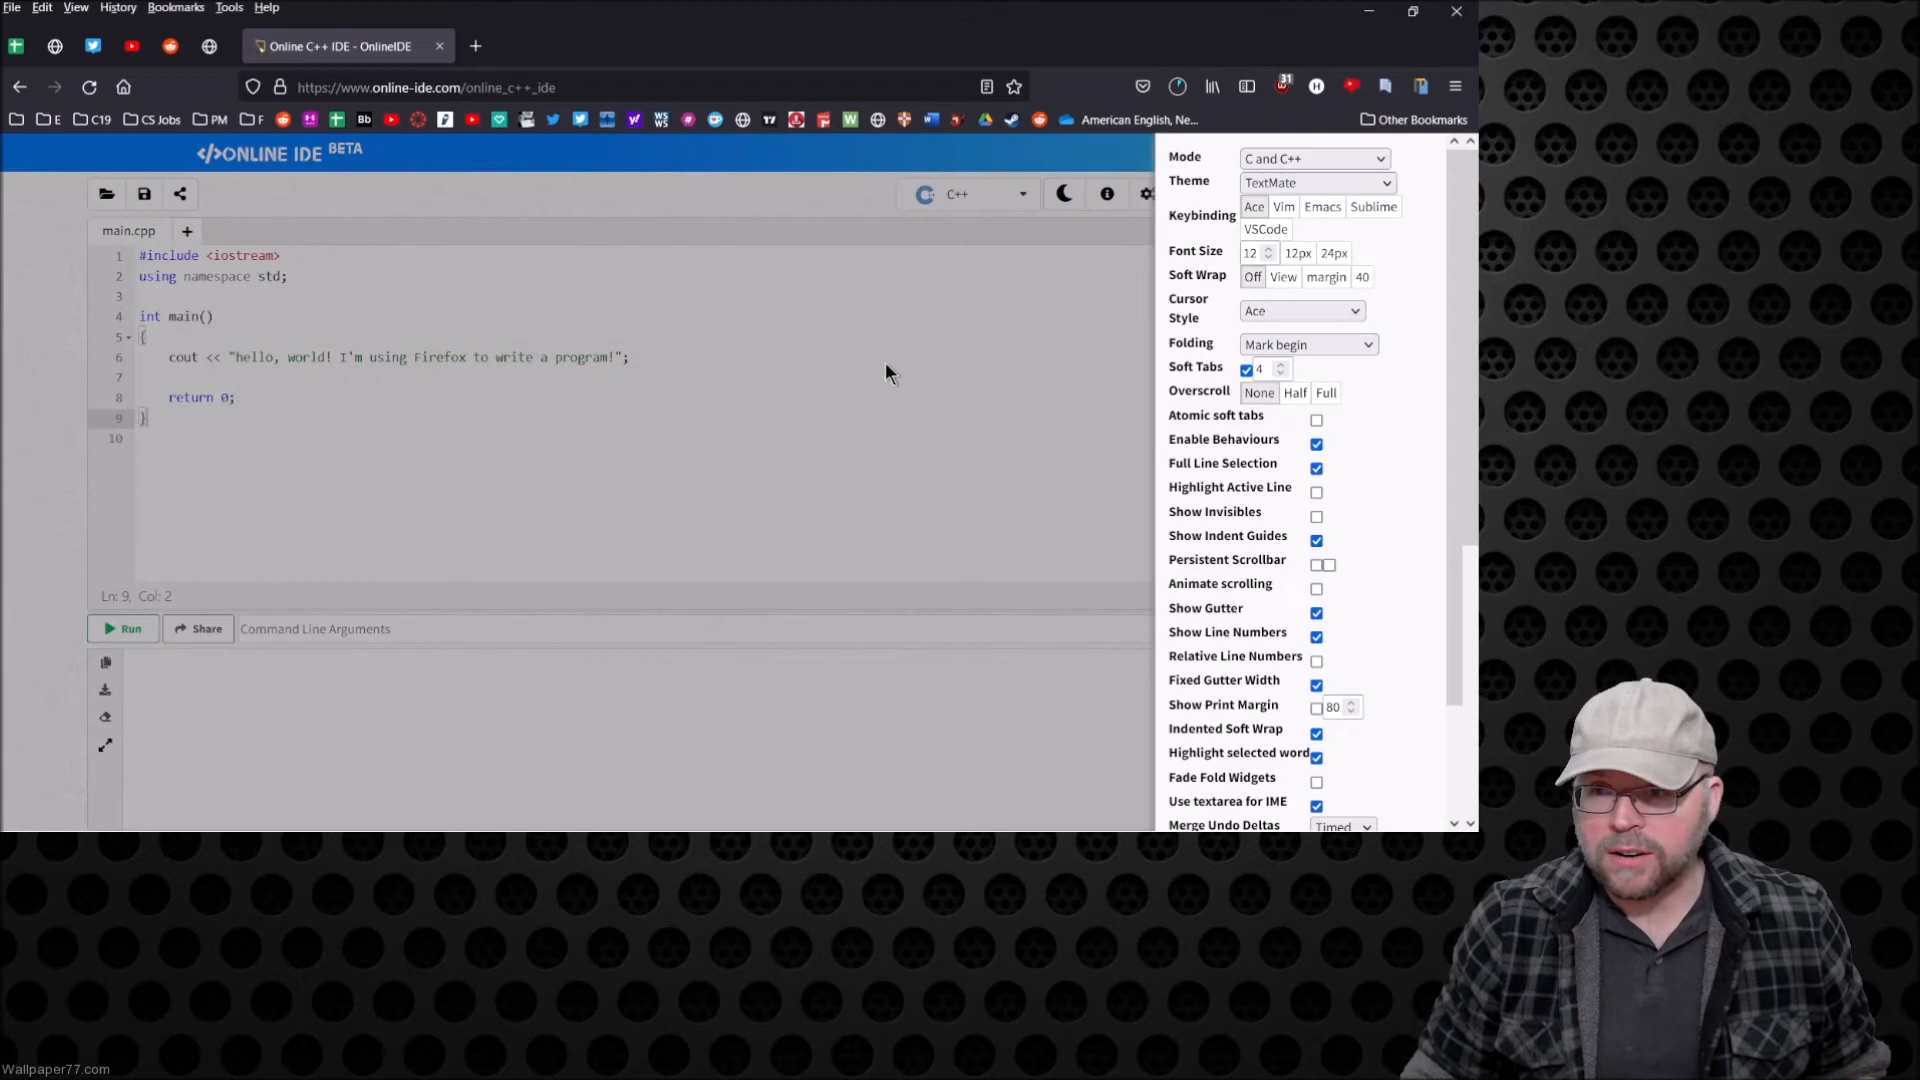 File Edit View History Bookmarks Tools Help
Online C++ IDE - OnlineIDE
https://www.online-ide.com/online_c++_ide
31
E C19 CS Jobs PM F Bb American English, Ne... Other Bookmarks
</>ONLINE IDE BETA
C++
main.cpp
1 #include <iostream>
2 using namespace std;
3
4 int main()
5 {
6 cout << "hello, world! I'm using Firefox to write a program!";
7
8 return 0;
9 }
10
Ln: 9, Col: 2
Run Share Command Line Arguments
Mode C and C++
Theme TextMate
Keybinding Ace Vim Emacs Sublime
VSCode
Font Size 12 12px 24px
Soft Wrap Off View margin 40
Cursor Style Ace
Folding Mark begin
Soft Tabs 4
Overscroll None Half Full
Atomic soft tabs
Enable Behaviours
Full Line Selection
Highlight Active Line
Show Invisibles
Show Indent Guides
Persistent Scrollbar
Animate scrolling
Show Gutter
Show Line Numbers
Relative Line Numbers
Fixed Gutter Width
Show Print Margin 80
Indented Soft Wrap
Highlight selected word
Fade Fold Widgets
Use textarea for IME
Merge Undo Deltas Timed
Wallpaper77.com